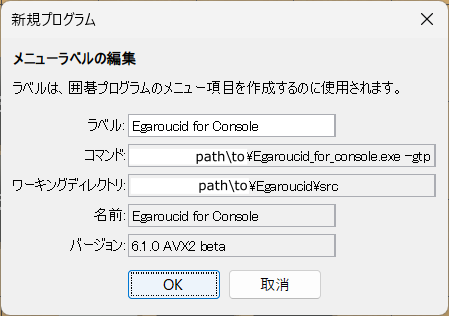 新規プログラム
メニューラベルの編集
ラベルは、囲碁プログラムのメニュー項目を作成するのに使用されます。
ラベル: Egaroucid for Console
コマンド: path\to¥Egaroucid_for_console.exe -gtp
ワーキングディレクトリ: path\to¥Egaroucid¥src
名前: Egaroucid for Console
バージョン: 6.1.0 AVX2 beta
OK 取消